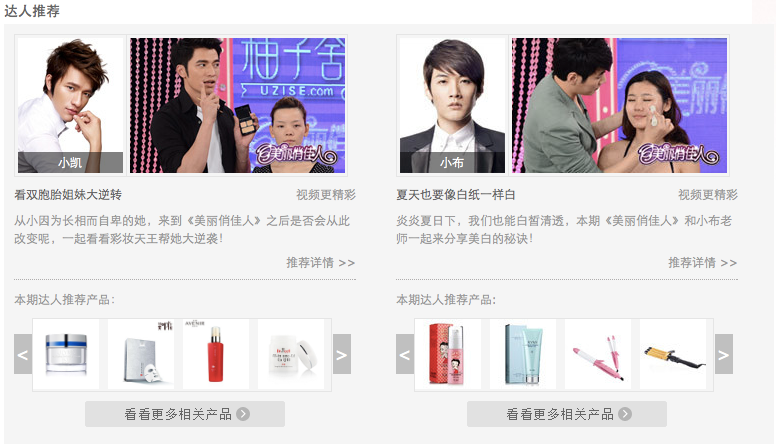 达人推荐
小凯
柚子舍
UZISE.com
美丽俏佳人
看双胞胎姐妹大逆转
视频更精彩
从小因为长相而自卑的她，来到《美丽俏佳人》之后是否会从此
改变呢，一起看看彩妆天王帮她大逆袭！
推荐详情 >>
本期达人推荐产品：
<
>
看看更多相关产品
小布
美丽俏
美丽俏佳人
夏天也要像白纸一样白
视频更精彩
炎炎夏日下，我们也能白皙清透，本期《美丽俏佳人》和小布老
师一起来分享美白的秘诀！
推荐详情 >>
本期达人推荐产品:
<
>
看看更多相关产品